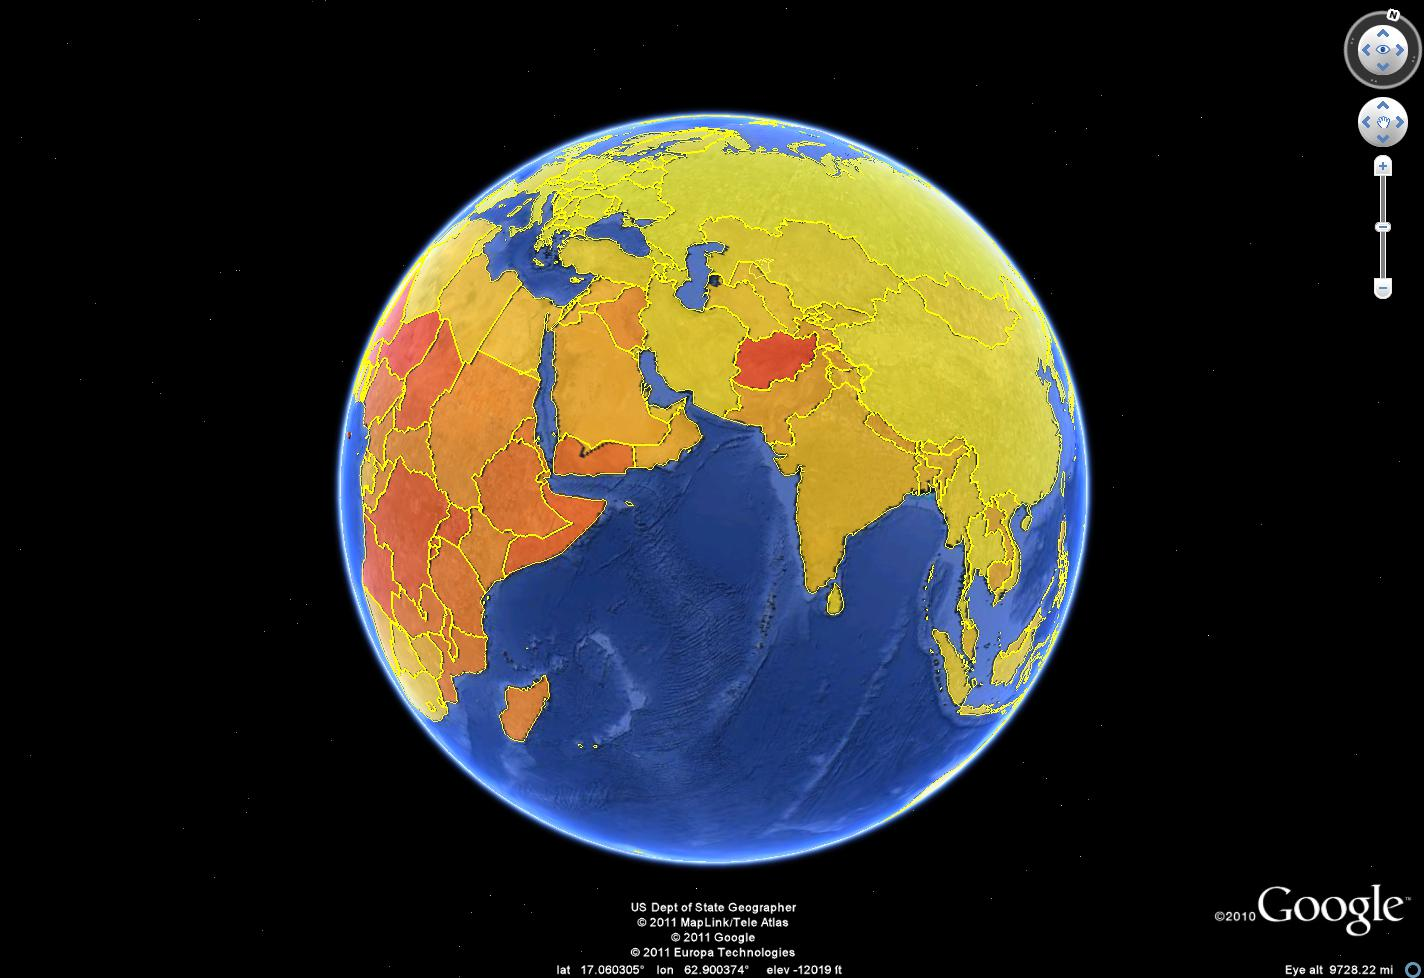 N
US Dept of State Geographer
© 2011 MapLink/Tele Atlas
© 2011 Google
© 2011 Europa Technologies
©2010 Google™
lat 17.060305° lon 62.900374° elev -12019 ft
Eye alt 9728.22 mi